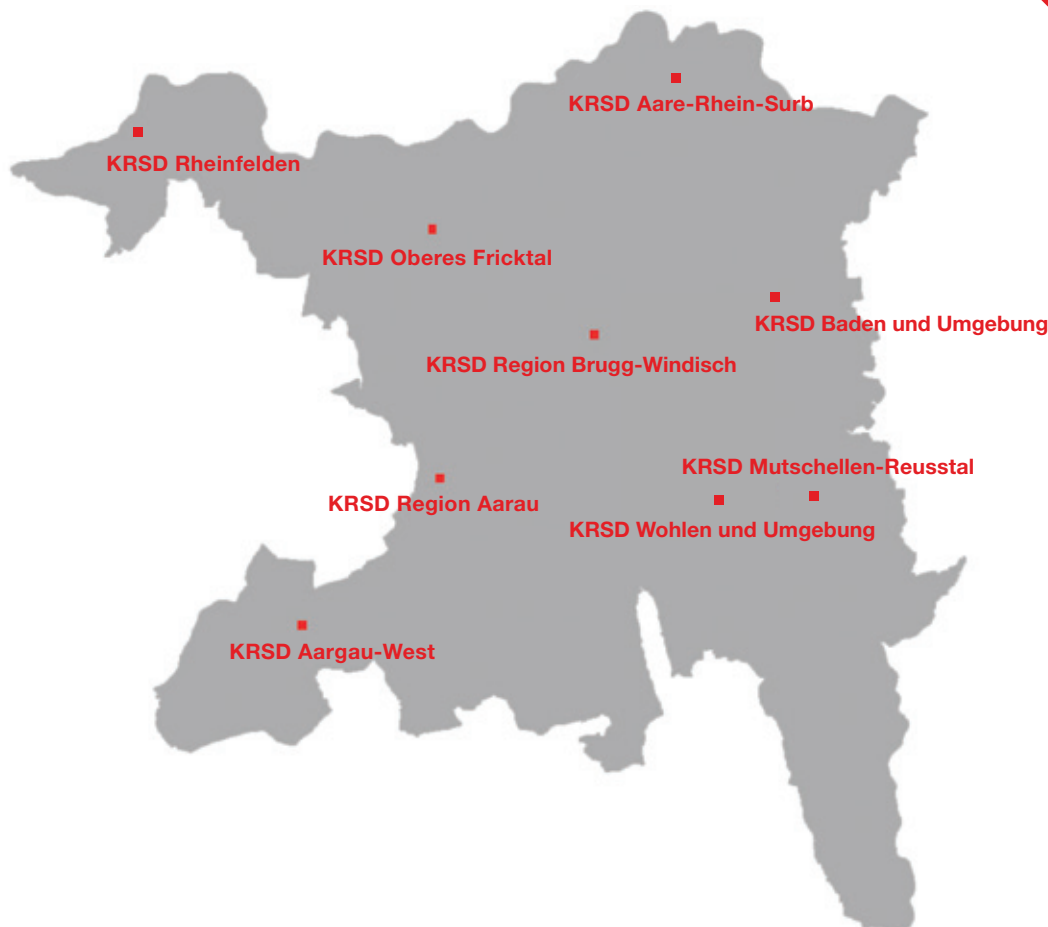 KRSD Aare-Rhein-Surb
KRSD Rheinfelden
KRSD Oberes Fricktal
KRSD Baden und Umgebung
KRSD Region Brugg-Windisch
KRSD Mutschellen-Reusstal
KRSD Region Aarau
KRSD Wohlen und Umgebung
KRSD Aargau-West